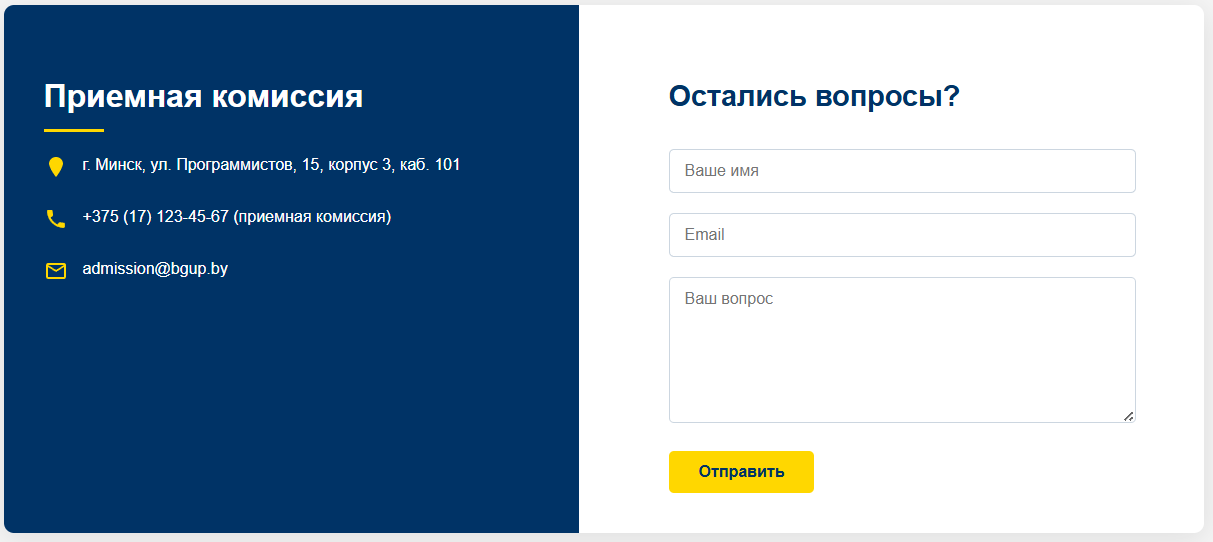 Приемная комиссия
г. Минск, ул. Программистов, 15, корпус 3, каб. 101
+375 (17) 123-45-67 (приемная комиссия)
admission@bgup.by
Остались вопросы?
Ваше имя
Email
Ваш вопрос
Отправить